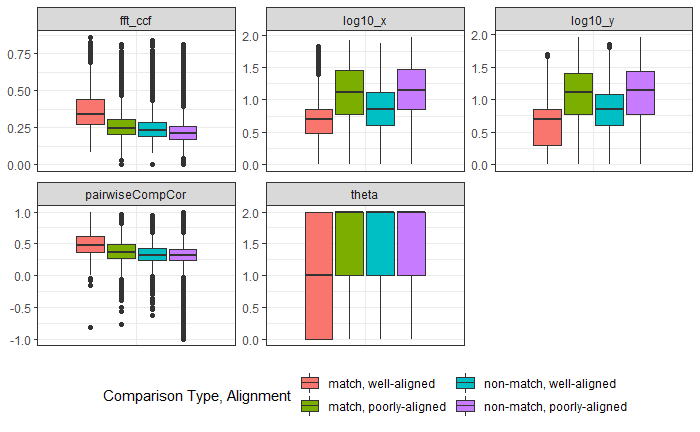 fft_ccf
log10_x
log10_y
0.75
0.50
0.25
0.00
2.0
1.5
1.0
0.5
0.0
2.0
1.5
1.0
0.5
0.0
pairwiseCompCor
theta
1.0
0.5
0.0
-0.5
-1.0
2.0
1.5
1.0
0.5
0.0
Comparison Type, Alignment
match, well-aligned
match, poorly-aligned
non-match, well-aligned
non-match, poorly-aligned